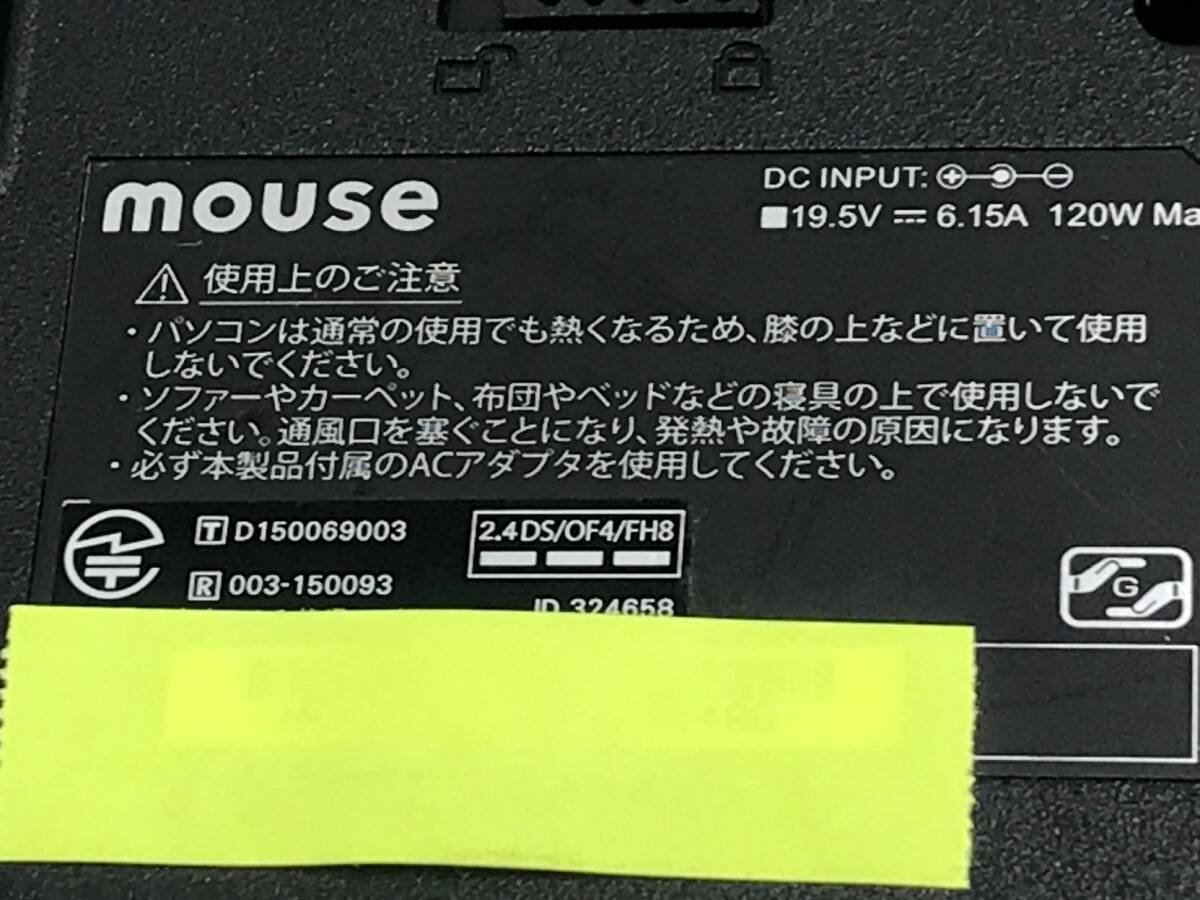 mouse
DC INPUT:
19.5V ⎓ 6.15A 120W Ma
使用上のご注意
・パソコンは通常の使用でも熱くなるため、膝の上などに置いて使用
しないでください。
・ソファーやカーペット、布団やベッドなどの寝具の上で使用しないで
ください。通風口を塞ぐことになり、発熱や故障の原因になります。
・必ず本製品付属のACアダプタを使用してください。
T D150069003
2.4DS/OF4/FH8
R 003-150093
ID 324658
G